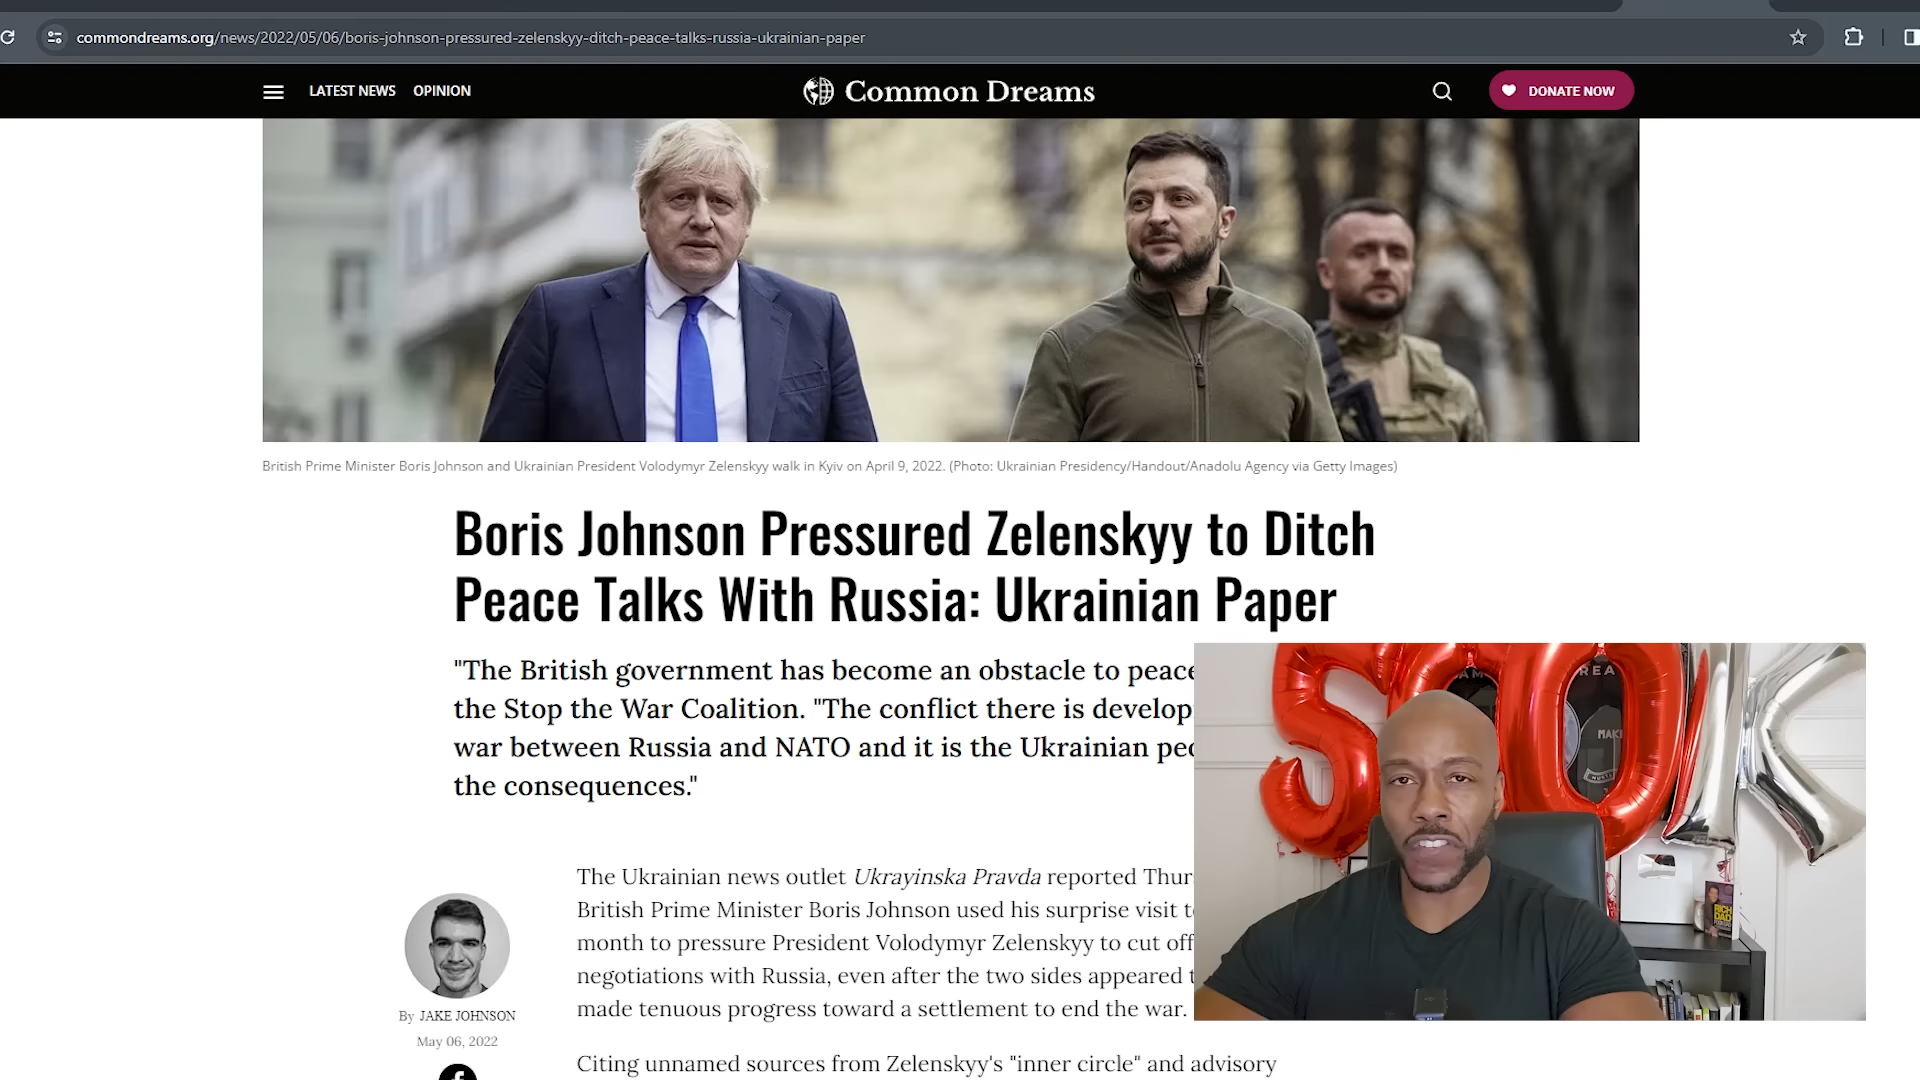 commondreams.org/news/2022/05/06/boris-johnson-pressured-zelenskyy-ditch-peace-talks-russia-ukrainian-paper
LATEST NEWS OPINION Common Dreams DONATE NOW
British Prime Minister Boris Johnson and Ukrainian President Volodymyr Zelenskyy walk in Kyiv on April 9, 2022. (Photo: Ukrainian Presidency/Handout/Anadolu Agency via Getty Images)
Boris Johnson Pressured Zelenskyy to Ditch
Peace Talks With Russia: Ukrainian Paper
"The British government has become an obstacle to peace
the Stop the War Coalition. "The conflict there is develop
war between Russia and NATO and it is the Ukrainian
the consequences."
The Ukrainian news outlet Ukrayinska Pravda reported Thur
British Prime Minister Boris Johnson used his surprise visit
month to pressure President Volodymyr Zelenskyy to cut off
negotiations with Russia, even after the two sides appeared
made tenuous progress toward a settlement to end the war.
By JAKE JOHNSON
May 06, 2022
Citing unnamed sources from Zelenskyy's "inner circle" and advisory
RICH
DAD